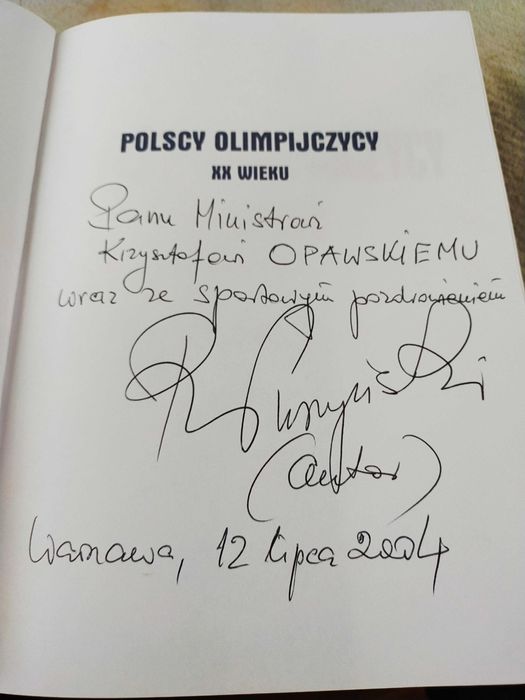 POLSCY OLIMPIJCZYCY
XX WIEKU
Panu Ministrowi
Krzysztofowi OPAWSKIEMU
wraz ze sportowym pozdrowieniem
(autor)
Warszawa, 12 lipca 2004